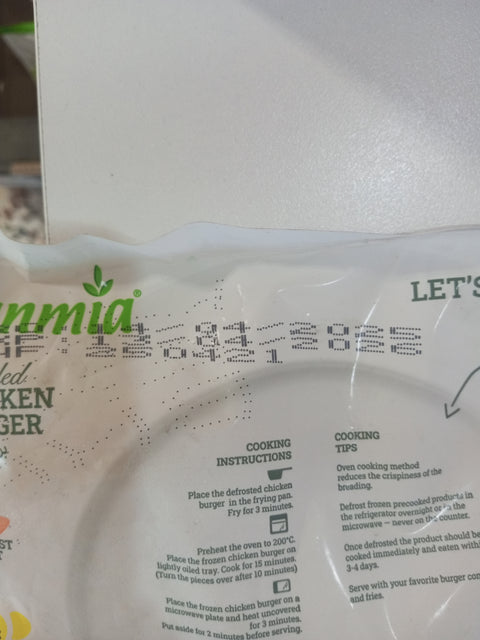 nmia®
LET'S
/ 04 / 2025
/ 04 / 2026
250421
KEN
GER
COOKING
INSTRUCTIONS
Place the defrosted chicken
burger in the frying pan.
Fry for 3 minutes.
Preheat the oven to 200°C.
Place the frozen chicken burger on
lightly oiled tray. Cook for 15 minutes.
(Turn the pieces over after 10 minutes)
Place the frozen chicken burger on a
microwave plate and heat uncovered
for 3 minutes.
Put aside for 2 minutes before serving.
COOKING
TIPS
Oven cooking method
reduces the crispiness of the
breading.
Defrost frozen precooked products in
the refrigerator overnight or in the
microwave – never on the counter.
Once defrosted the product should be
cooked immediately and eaten with
3-4 days.
Serve with your favorite burger con
and fries.